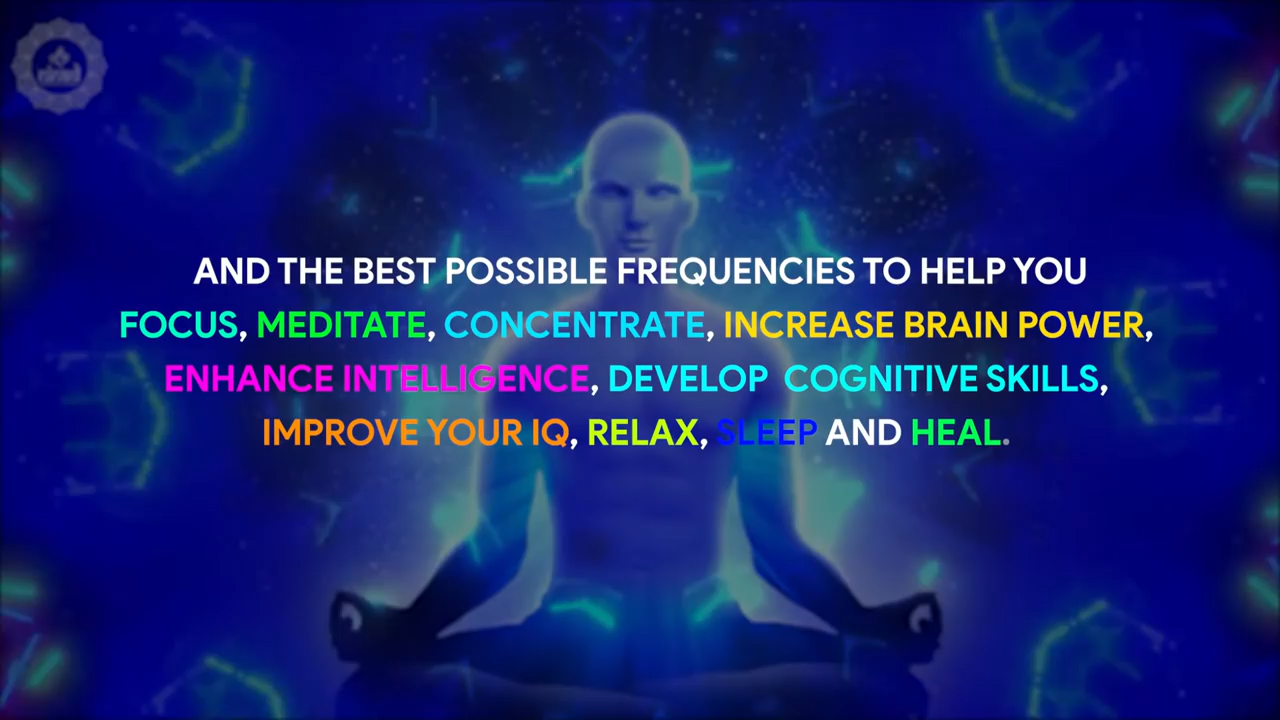 AND THE BEST POSSIBLE FREQUENCIES TO HELP YOU
FOCUS, MEDITATE, CONCENTRATE, INCREASE BRAIN POWER,
ENHANCE INTELLIGENCE, DEVELOP COGNITIVE SKILLS,
IMPROVE YOUR IQ, RELAX, SLEEP AND HEAL.